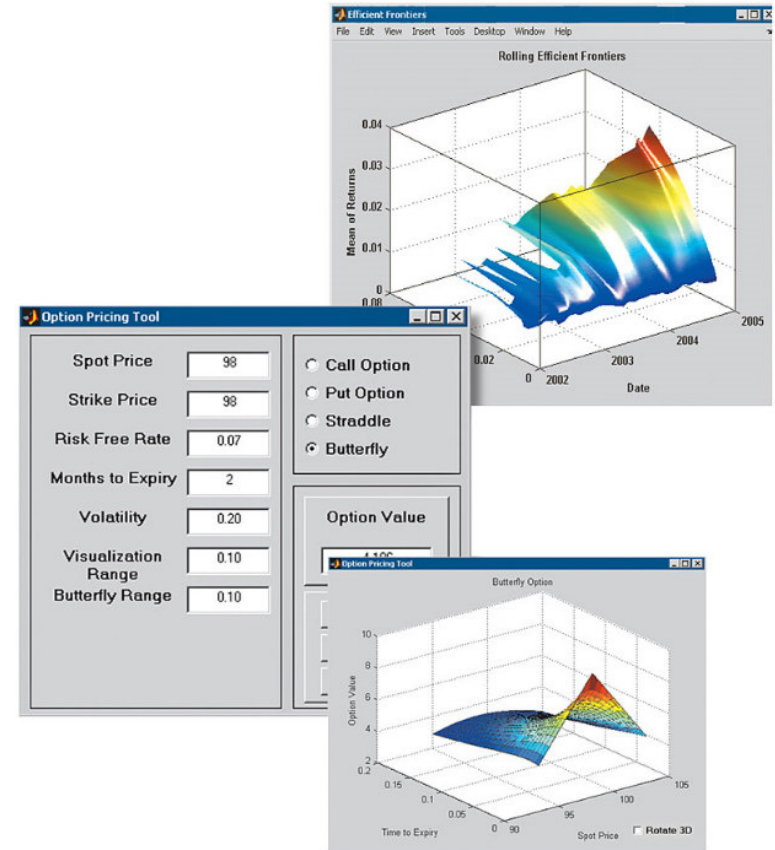 Efficient Frontiers
File Edit View Insert Tools Desktop Window Help
Rolling Efficient Frontiers
0.04
0.03
0.02
0.01
0
0.08
Mean of Returns
0.02
0
2002
2003
2004
2005
Date
Option Pricing Tool
Spot Price 98
Strike Price 98
Risk Free Rate 0.07
Months to Expiry 2
Volatility 0.20
Visualization
Range 0.10
Butterfly Range 0.10
Call Option
Put Option
Straddle
Butterfly
Option Value
Option Pricing Tool
Butterfly Option
10
8
6
4
2
Option Value
0.2
0.15
0.1
0.05
0
Time to Expiry
90
95
100
105
Spot Price
Rotate 3D